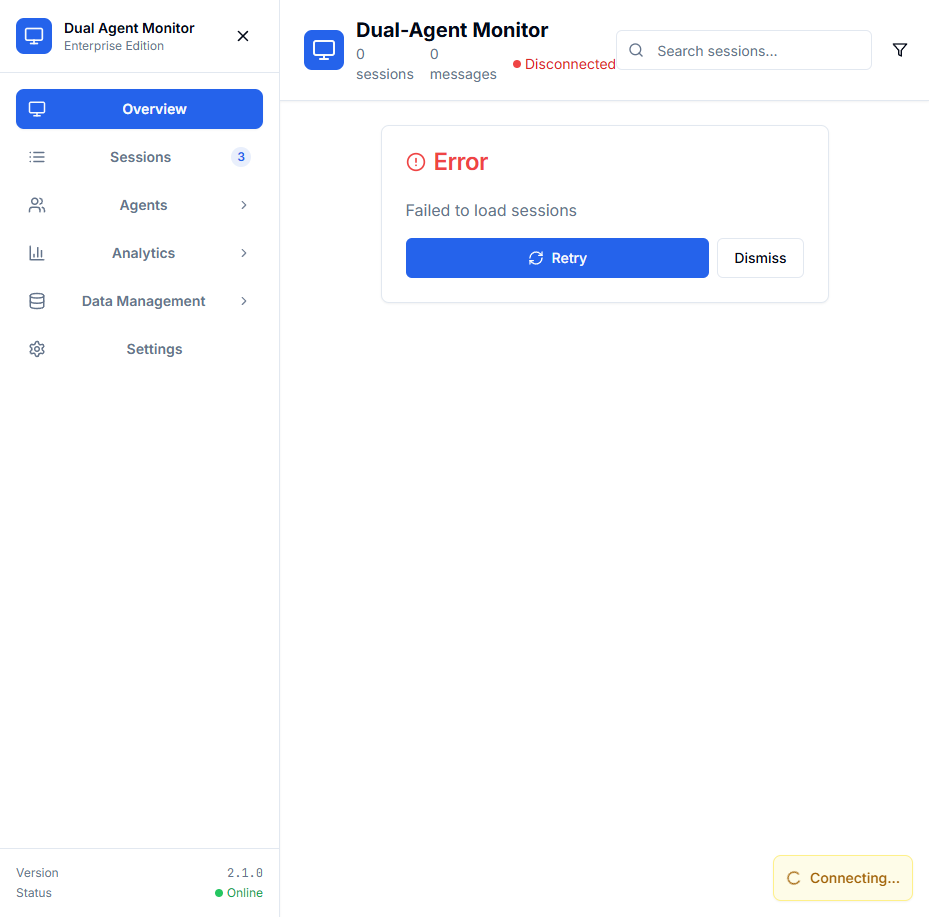 Dual Agent Monitor
Enterprise Edition
Overview
Sessions 3
Agents
Analytics
Data Management
Settings
Version 2.1.0
Status Online
Dual-Agent Monitor
0 sessions
0 messages
Disconnected
Search sessions...
Error
Failed to load sessions
Retry
Dismiss
Connecting...